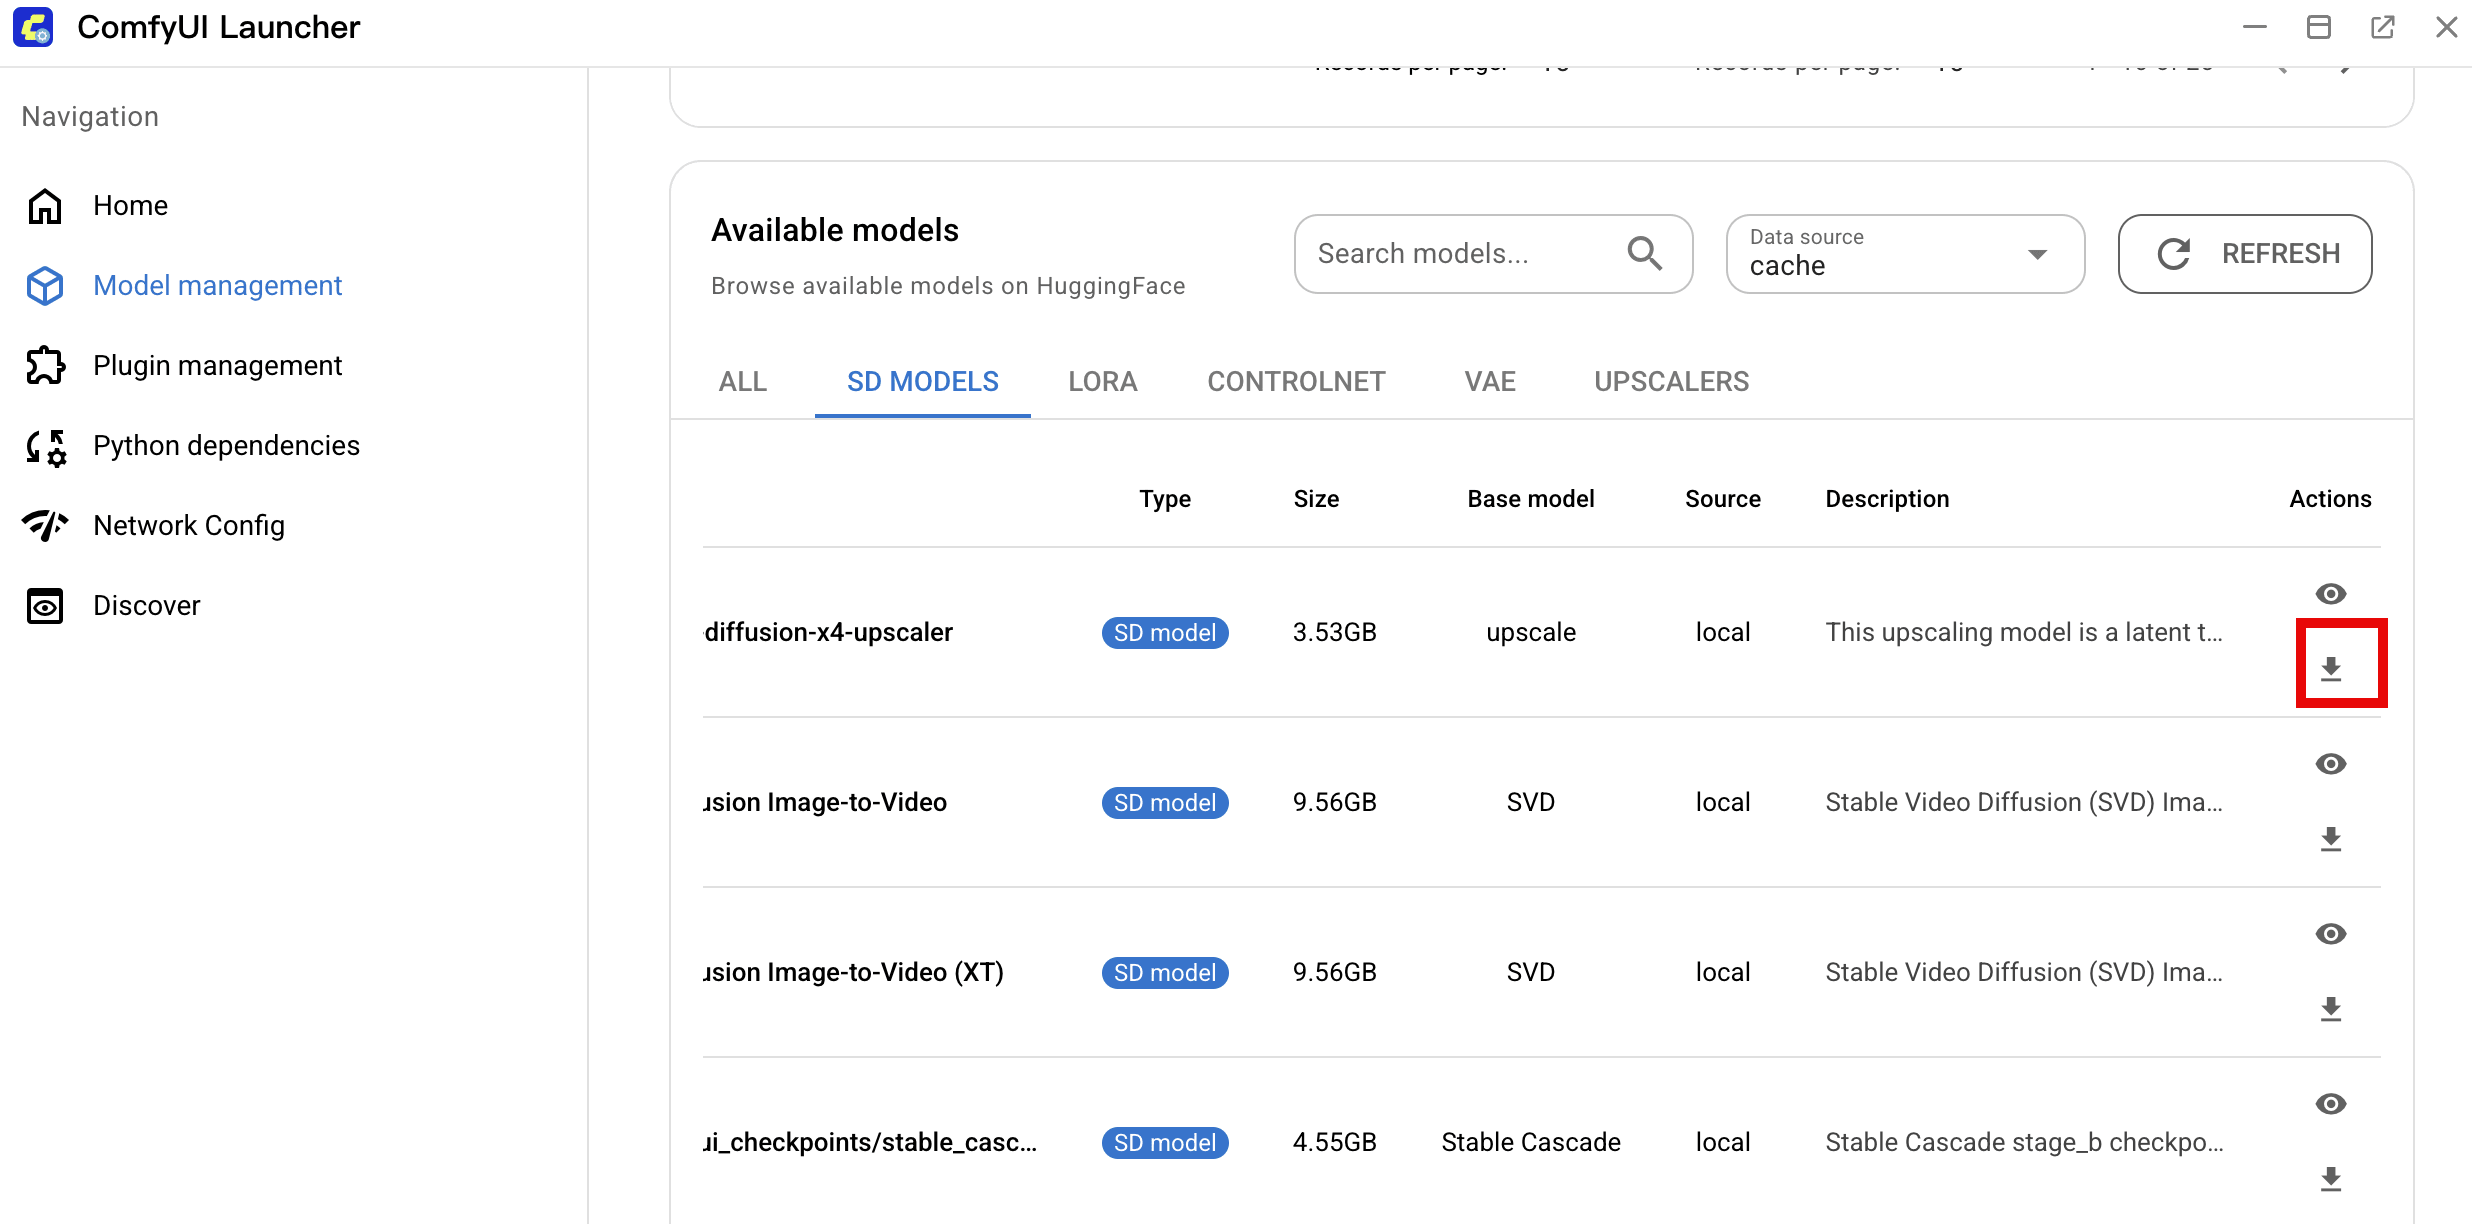 ComfyUI Launcher
Navigation
Home
Model management
Plugin management
Python dependencies
Network Config
Discover
Available models
Browse available models on HuggingFace
Search models...
Data source
cache
REFRESH
ALL SD MODELS LORA CONTROLNET VAE UPSCALERS
Type Size Base model Source Description Actions
diffusion-x4-upscaler SD model 3.53GB upscale local This upscaling model is a latent t...
usion Image-to-Video SD model 9.56GB SVD local Stable Video Diffusion (SVD) Ima...
usion Image-to-Video (XT) SD model 9.56GB SVD local Stable Video Diffusion (SVD) Ima...
ui_checkpoints/stable_casc... SD model 4.55GB Stable Cascade local Stable Cascade stage_b checkpo...